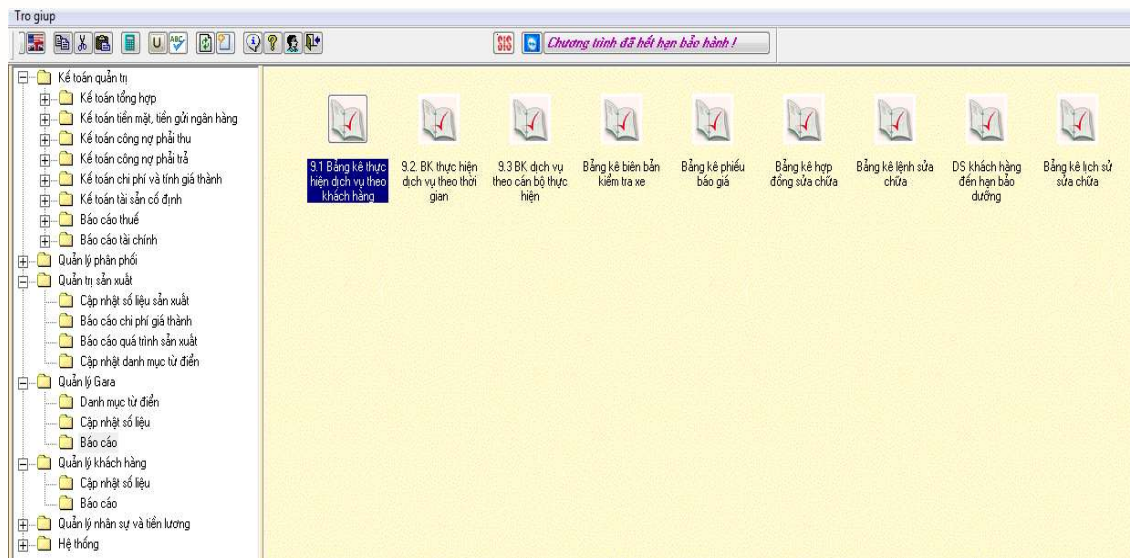 Tro giup
SIS Chương trình đã hết hạn bảo hành !
Kế toán quản trị
Kế toán tổng hợp
Kế toán tiền mặt, tiền gửi ngân hàng
Kế toán công nợ phải thu
Kế toán công nợ phải trả
Kế toán chi phí và tính giá thành
Kế toán tài sản cố định
Báo cáo thuế
Báo cáo tài chính
Quản lý phân phối
Quản trị sản xuất
Cập nhật số liệu sản xuất
Báo cáo chi phí giá thành
Báo cáo quá trình sản xuất
Cập nhật danh mục từ điển
Quản lý Gara
Danh mục từ điển
Cập nhật số liệu
Báo cáo
Quản lý khách hàng
Cập nhật số liệu
Báo cáo
Quản lý nhân sự và tiền lương
Hệ thống
9.1 Bảng kê thực
hiện dịch vụ theo
khách hàng
9.2. BK thực hiện
dịch vụ theo thời
gian
9.3 BK dịch vụ
theo cán bộ thực
hiện
Bảng kê biên bản
kiểm tra xe
Bảng kê phiếu
báo giá
Bảng kê hợp
đồng sửa chữa
Bảng kê lệnh sửa
chữa
DS khách hàng
đến hạn bảo
dưỡng
Bảng kê lịch sử
sửa chữa